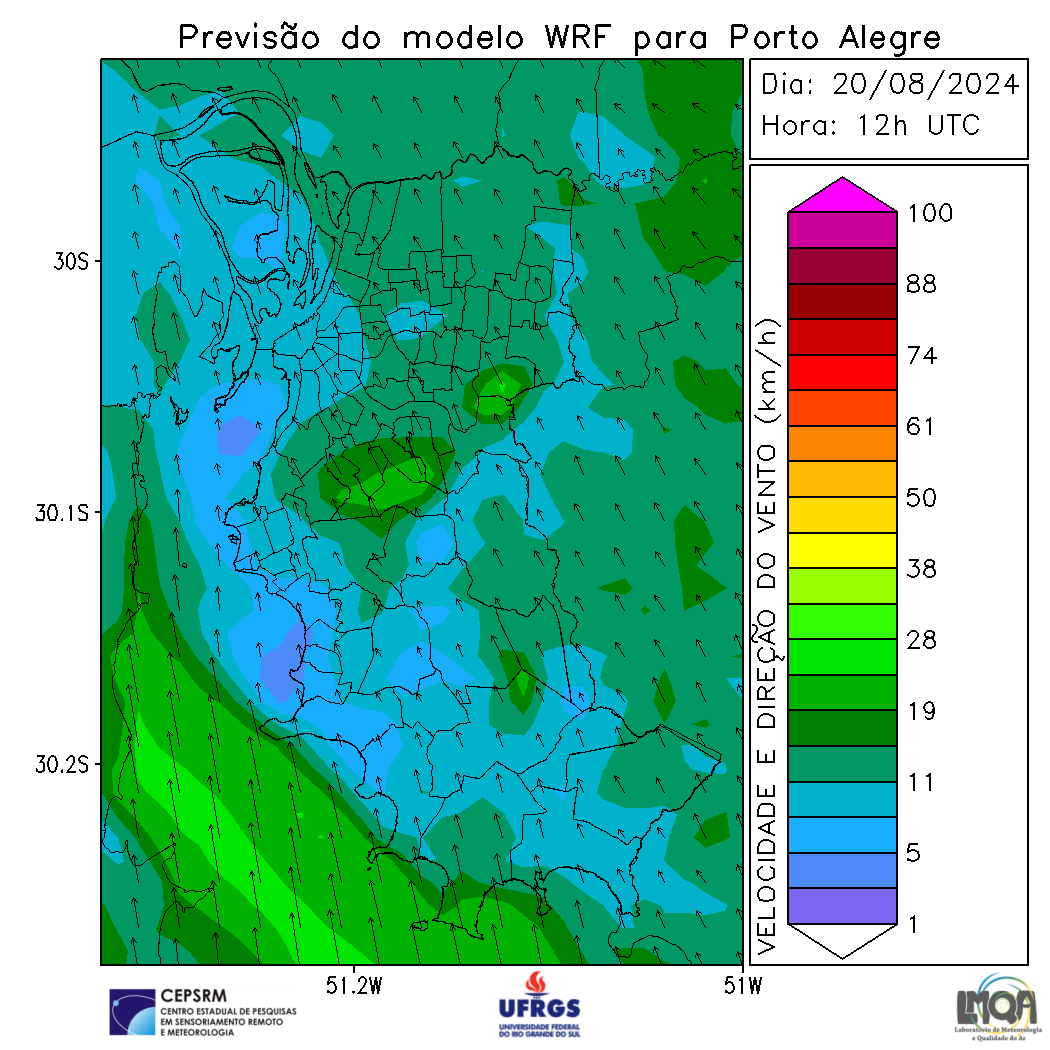 Previsão do modelo WRF para Porto Alegre
Dia: 20/08/2024
Hora: 12h UTC
30S
30.1S
30.2S
51.2W
51W
VELOCIDADE E DIREÇÃO DO VENTO (km/h)
100
88
74
61
50
38
28
19
11
5
1
CEPSRM
CENTRO ESTADUAL DE PESQUISAS
EM SENSORIAMENTO REMOTO
E METEOROLOGIA
UFRGS
UNIVERSIDADE FEDERAL
DO RIO GRANDE DO SUL
LMQA
Laboratório de Meteorologia
e Qualidade do Ar